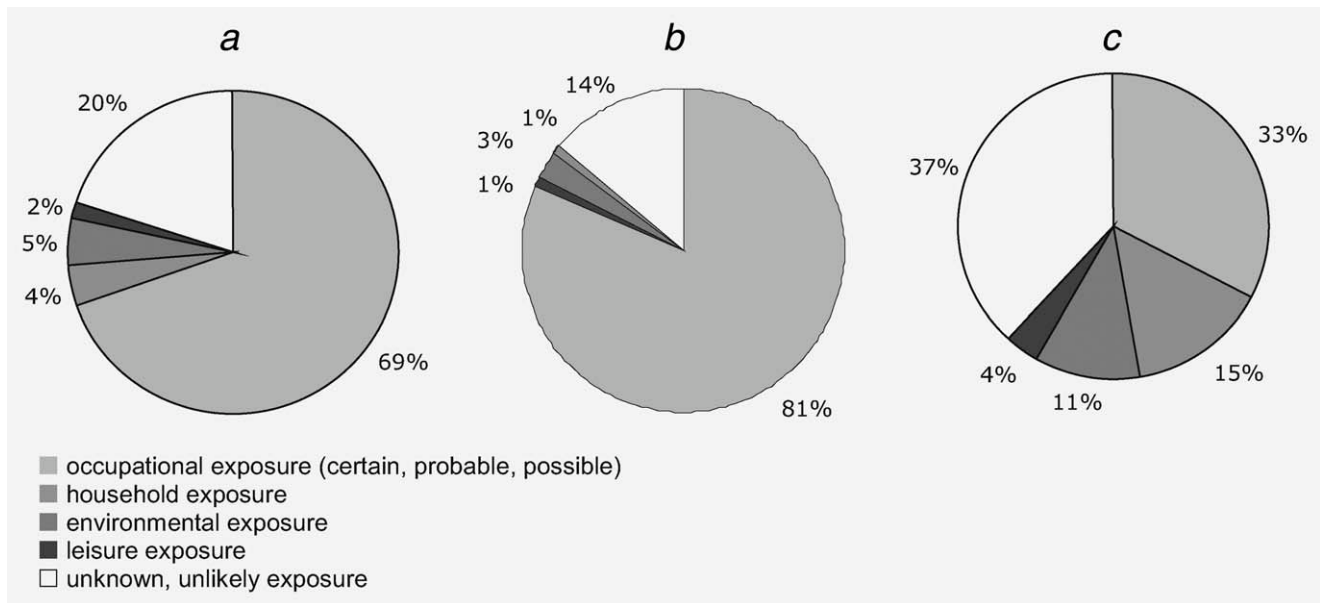 a
20%
2%
5%
4%
69%
b
14%
1%
3%
1%
81%
c
37%
33%
4%
11%
15%
occupational exposure (certain, probable, possible)
household exposure
environmental exposure
leisure exposure
unknown, unlikely exposure